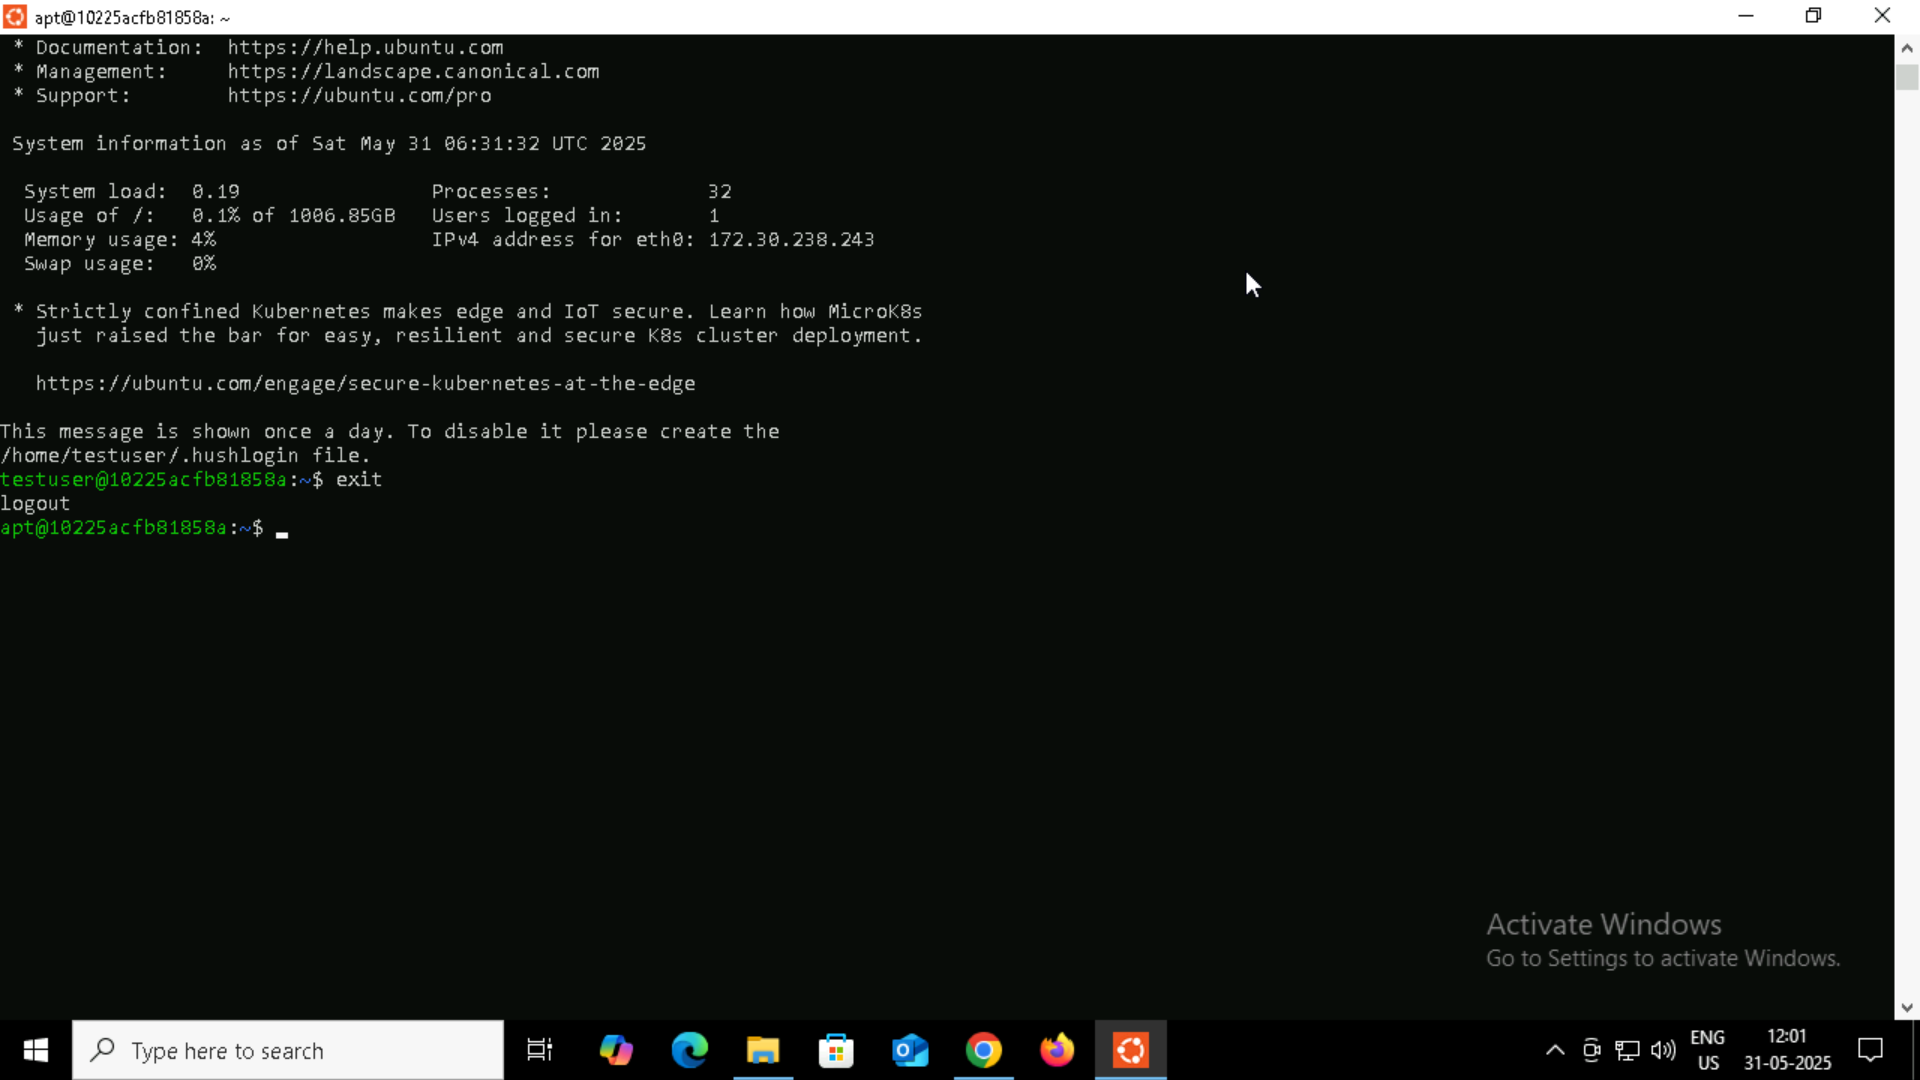 apt@10225acfb81858a: ~
* Documentation:  https://help.ubuntu.com
* Management:     https://landscape.canonical.com
* Support:        https://ubuntu.com/pro
System information as of Sat May 31 06:31:32 UTC 2025
System load:  0.19                Processes:             32
Usage of /:   0.1% of 1006.85GB   Users logged in:       1
Memory usage: 4%                  IPv4 address for eth0: 172.30.238.243
Swap usage:   0%
* Strictly confined Kubernetes makes edge and IoT secure. Learn how MicroK8s
just raised the bar for easy, resilient and secure K8s cluster deployment.
https://ubuntu.com/engage/secure-kubernetes-at-the-edge
This message is shown once a day. To disable it please create the
/home/testuser/.hushlogin file.
testuser@10225acfb81858a:~$ exit
logout
apt@10225acfb81858a:~$
Activate Windows
Go to Settings to activate Windows.
Type here to search
ENG
US
12:01
31-05-2025